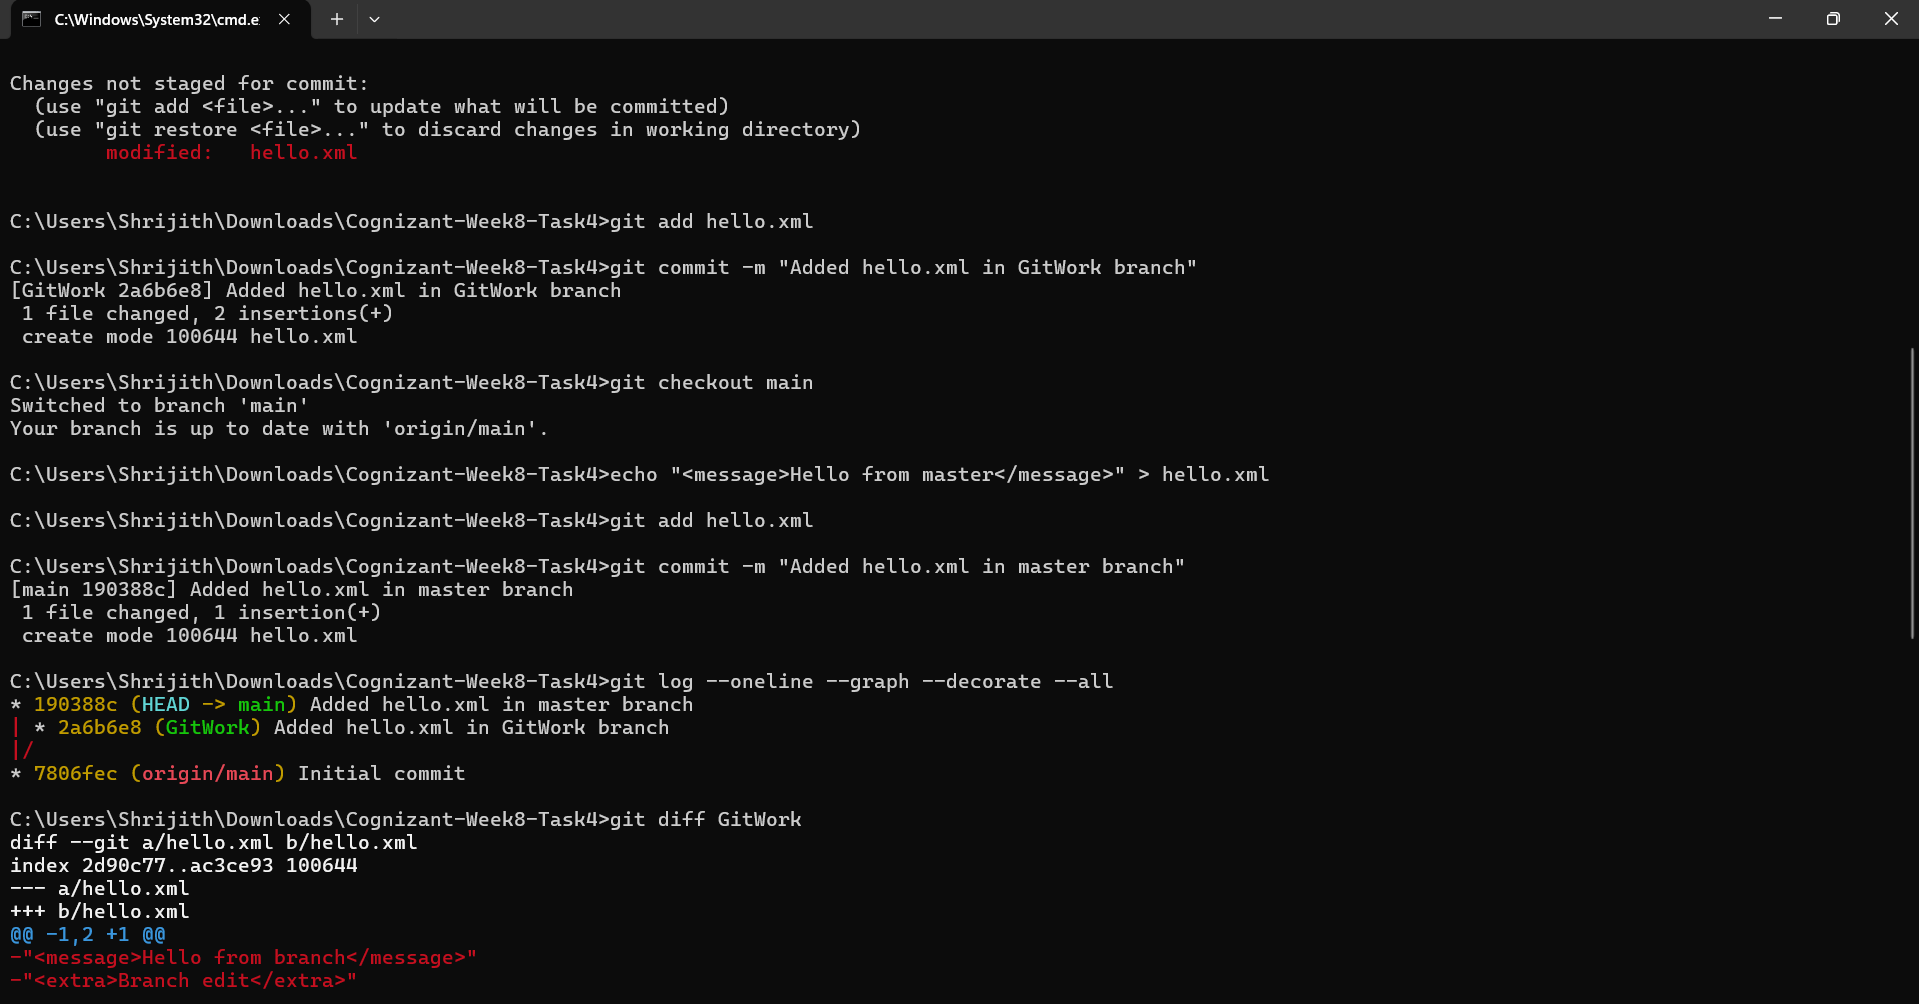 C:\Windows\System32\cmd.e
Changes not staged for commit:
  (use "git add <file>..." to update what will be committed)
  (use "git restore <file>..." to discard changes in working directory)
        modified:   hello.xml
C:\Users\Shrijith\Downloads\Cognizant-Week8-Task4>git add hello.xml
C:\Users\Shrijith\Downloads\Cognizant-Week8-Task4>git commit -m "Added hello.xml in GitWork branch"
[GitWork 2a6b6e8] Added hello.xml in GitWork branch
 1 file changed, 2 insertions(+)
 create mode 100644 hello.xml
C:\Users\Shrijith\Downloads\Cognizant-Week8-Task4>git checkout main
Switched to branch 'main'
Your branch is up to date with 'origin/main'.
C:\Users\Shrijith\Downloads\Cognizant-Week8-Task4>echo "<message>Hello from master</message>" > hello.xml
C:\Users\Shrijith\Downloads\Cognizant-Week8-Task4>git add hello.xml
C:\Users\Shrijith\Downloads\Cognizant-Week8-Task4>git commit -m "Added hello.xml in master branch"
[main 190388c] Added hello.xml in master branch
 1 file changed, 1 insertion(+)
 create mode 100644 hello.xml
C:\Users\Shrijith\Downloads\Cognizant-Week8-Task4>git log --oneline --graph --decorate --all
* 190388c (HEAD -> main) Added hello.xml in master branch
| * 2a6b6e8 (GitWork) Added hello.xml in GitWork branch
|/
* 7806fec (origin/main) Initial commit
C:\Users\Shrijith\Downloads\Cognizant-Week8-Task4>git diff GitWork
diff --git a/hello.xml b/hello.xml
index 2d90c77..ac3ce93 100644
--- a/hello.xml
+++ b/hello.xml
@@ -1,2 +1 @@
-"<message>Hello from branch</message>"
-"<extra>Branch edit</extra>"